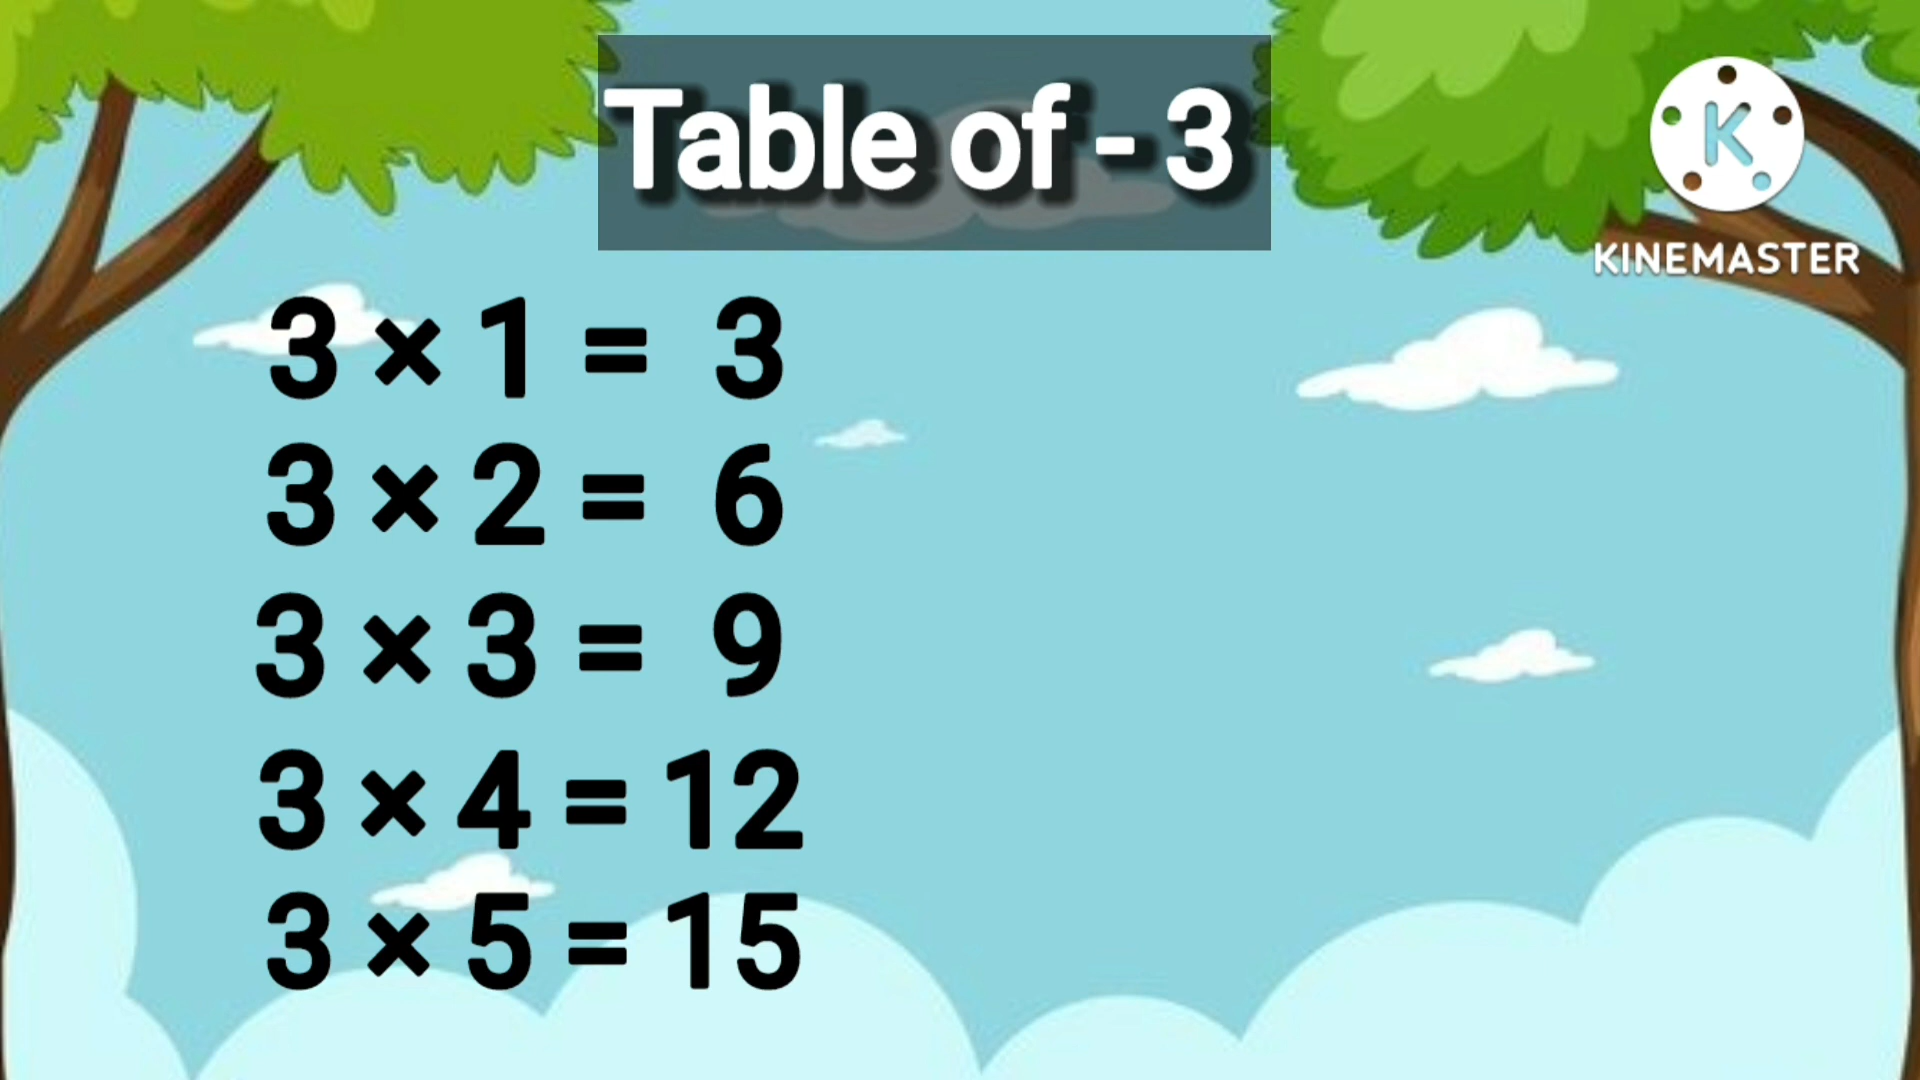 Table of - 3
KINEMASTER
3 × 1 = 3
3 × 2 = 6
3 × 3 = 9
3 × 4 = 12
3 × 5 = 15